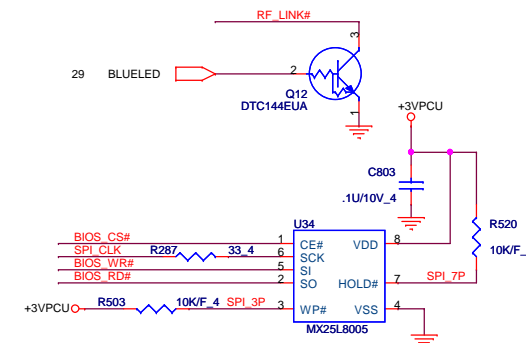 RF_LINK#
3
29 BLUELED
2
Q12
DTC144EUA
1
+3VPCU
C803
.1U/10V_4
R520
10K/F_
U34
BIOS_CS# 1 CE# VDD 8
SPI_CLK R287 33_4 6 SCK
BIOS_WR# 5 SI
BIOS_RD# 2 SO HOLD# 7 SPI_7P
+3VPCU R503 10K/F_4 SPI_3P 3 WP# VSS 4
MX25L8005